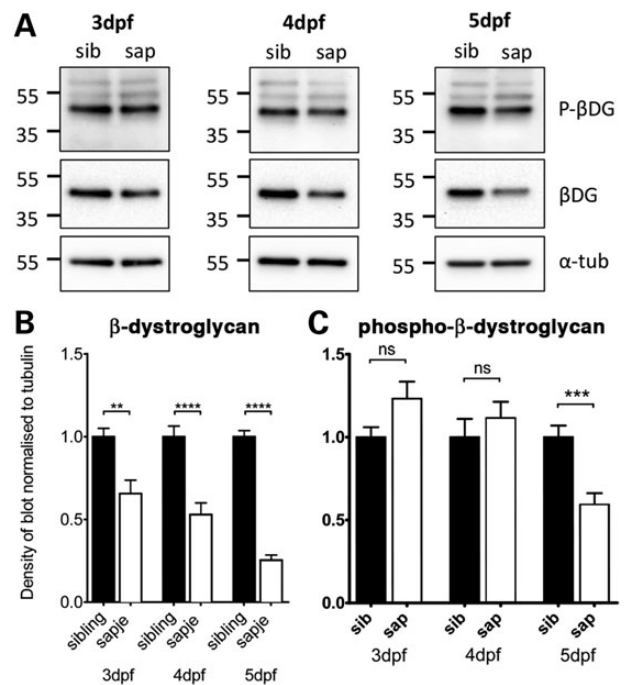 A
3dpf 4dpf 5dpf
sib sap sib sap sib sap
55 55 55 P-βDG
35 35 35
55 55 55 βDG
35 35 35
55 55 55 α-tub
B β-dystroglycan
Density of blot normalised to tubulin
1.5
1.0
0.5
0.0
** **** ****
sibling sapje sibling sapje sibling sapje
3dpf 4dpf 5dpf
C phospho-β-dystroglycan
1.5
1.0
0.5
0.0
ns ns ***
sib sap sib sap sib sap
3dpf 4dpf 5dpf